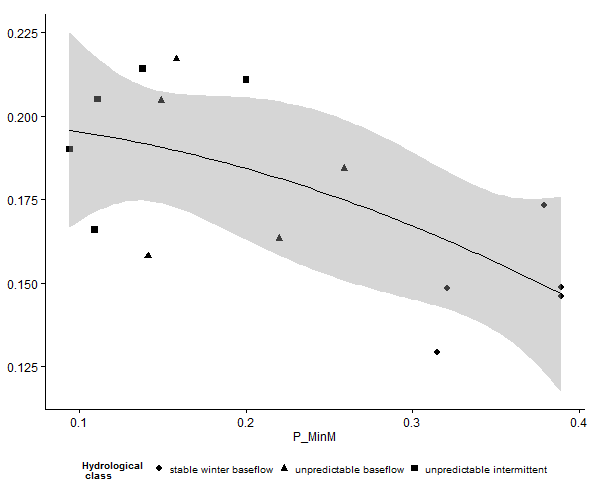 0.225
0.200
0.175
0.150
0.125
0.1 0.2 0.3 0.4
P_MinM
Hydrological
class
stable winter baseflow unpredictable baseflow unpredictable intermittent